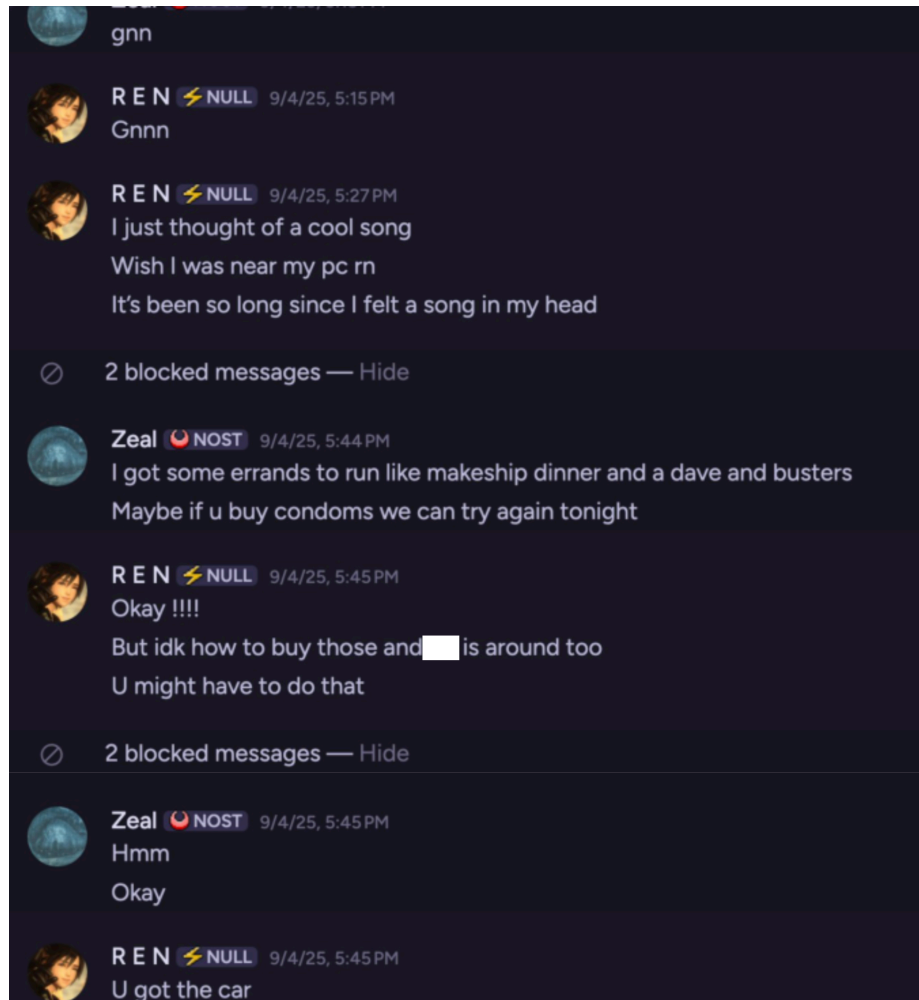 gnn
R E N NULL 9/4/25, 5:15 PM
Gnnn
R E N NULL 9/4/25, 5:27 PM
I just thought of a cool song
Wish I was near my pc rn
It's been so long since I felt a song in my head
2 blocked messages — Hide
Zeal NOST 9/4/25, 5:44 PM
I got some errands to run like makeship dinner and a dave and busters
Maybe if u buy condoms we can try again tonight
R E N NULL 9/4/25, 5:45 PM
Okay !!!!
But idk how to buy those and is around too
U might have to do that
2 blocked messages — Hide
Zeal NOST 9/4/25, 5:45 PM
Hmm
Okay
R E N NULL 9/4/25, 5:45 PM
U got the car